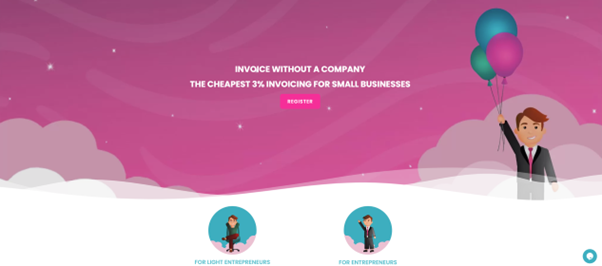 INVOICE WITHOUT A COMPANY
THE CHEAPEST 3% INVOICING FOR SMALL BUSINESSES
REGISTER
FOR LIGHT ENTREPRENEURS
FOR ENTREPRENEURS